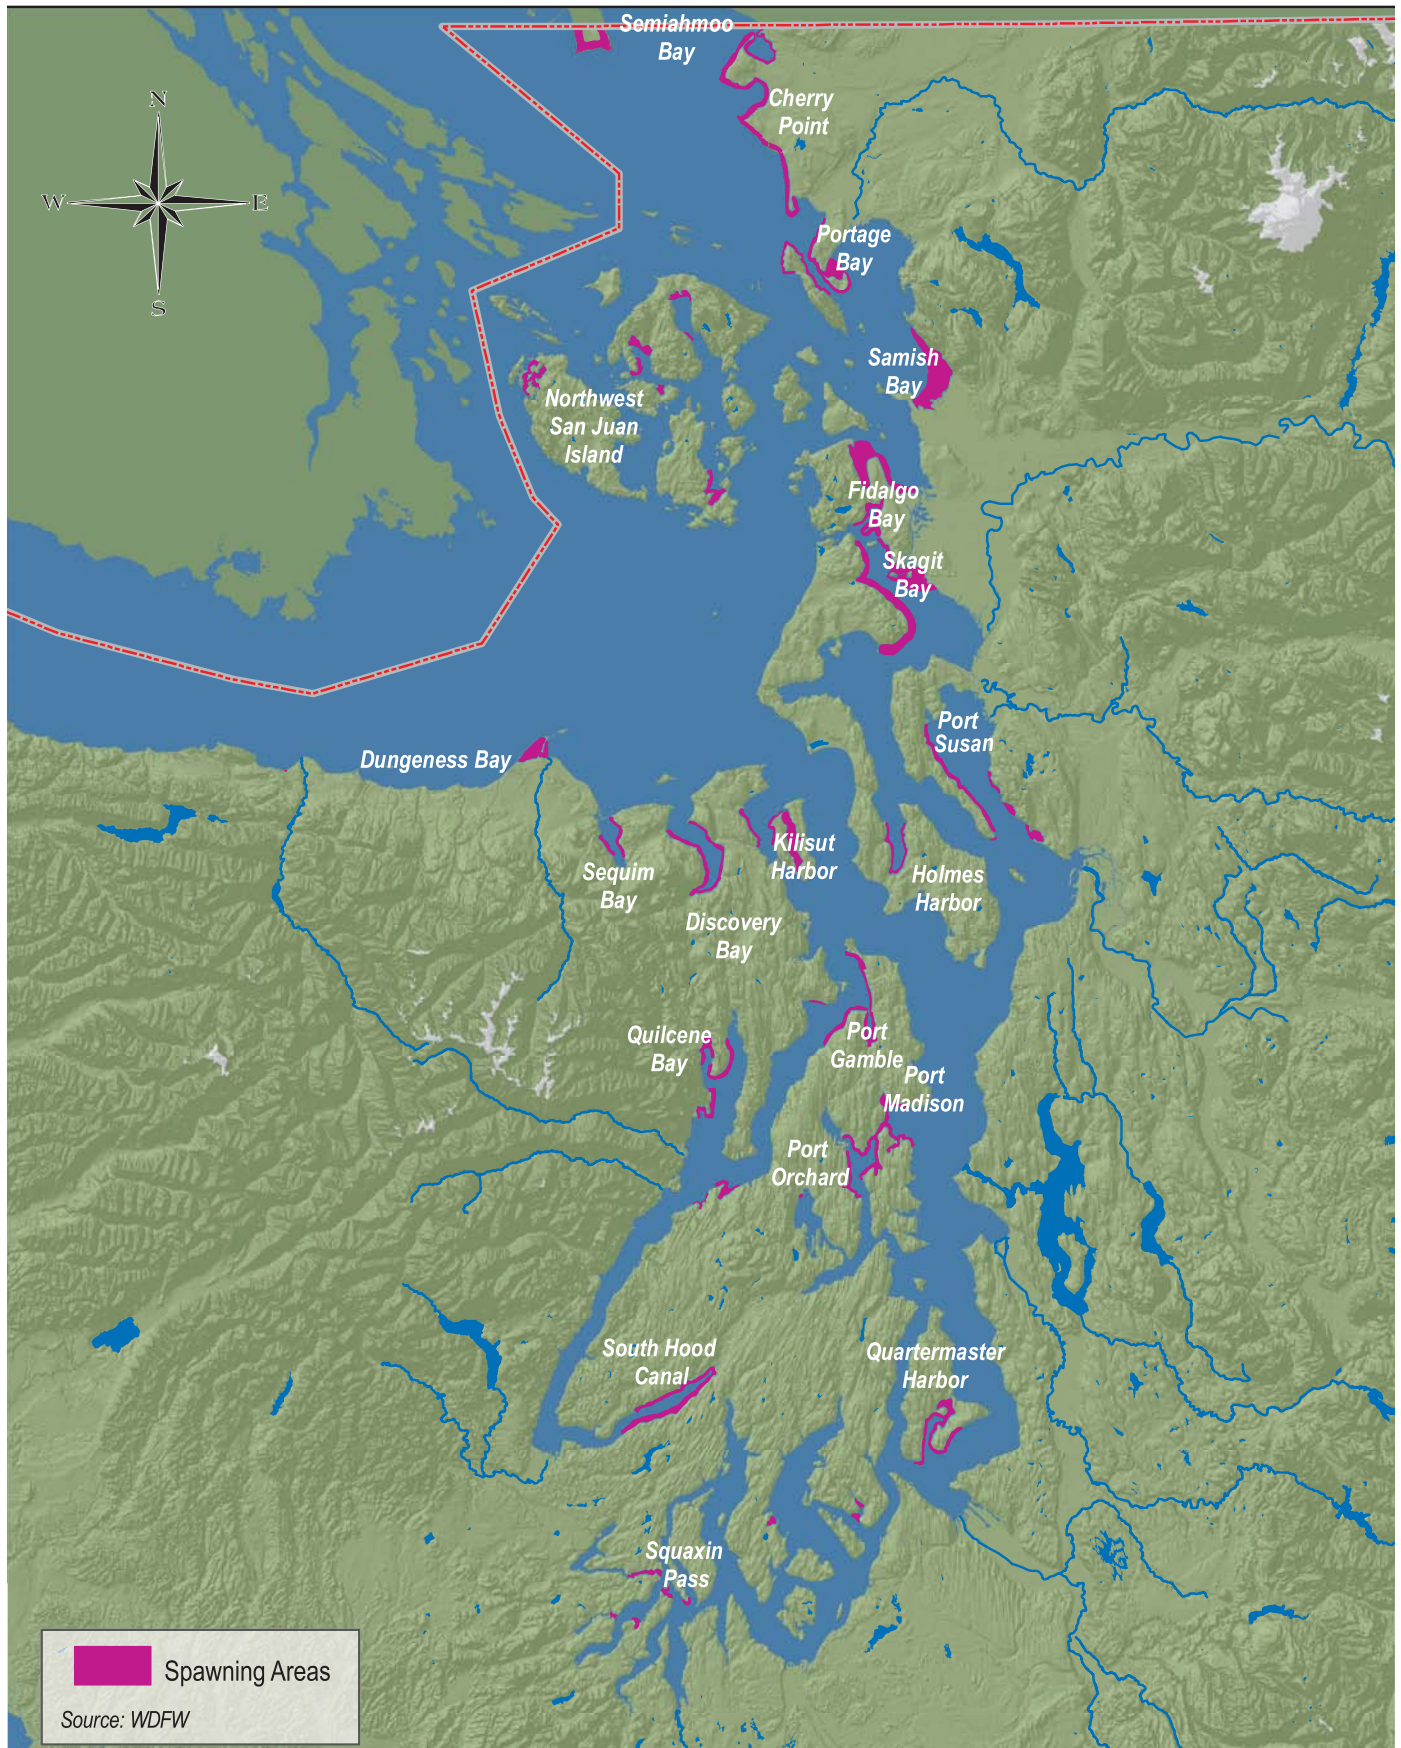 Semiahmoo
Bay
N
Cherry
Point
W
E
Portage
Bay
S
Samish
Bay
Northwest
San Juan
Island
Fidalgo
Bay
Skagit
Bay
Port
Susan
Dungeness Bay
Kilisut
Harbor
Sequim
Bay
Holmes
Harbor
Discovery
Bay
Quilcene
Bay
Port
Gamble
Port
Madison
Port
Orchard
South Hood
Canal
Quartermaster
Harbor
Squaxin
Pass
Spawning Areas
Source: WDFW